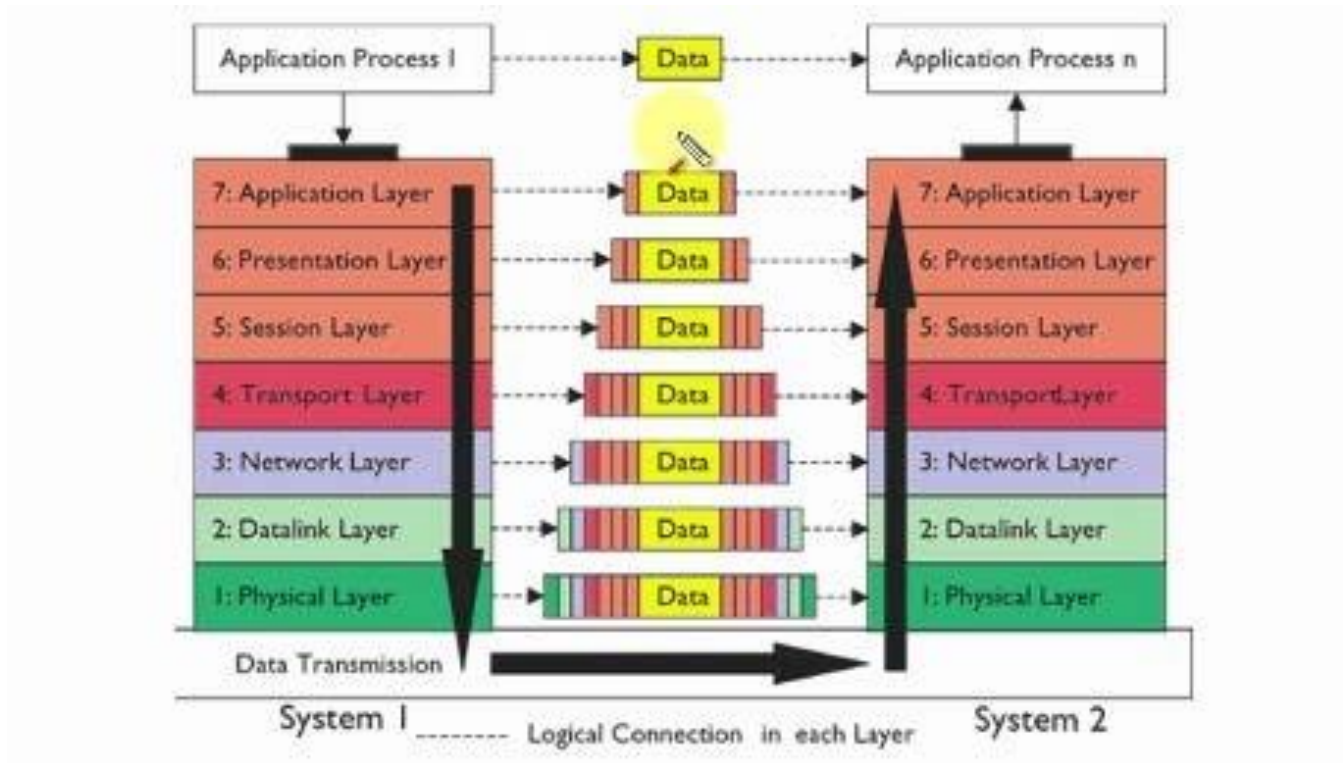 Application Process 1
Data
Application Process n
7: Application Layer
Data
7: Application Layer
6: Presentation Layer
Data
6: Presentation Layer
5: Session Layer
Data
5: Session Layer
4: Transport Layer
Data
4: TransportLayer
3: Network Layer
Data
3: Network Layer
2: Datalink Layer
Data
2: Datalink Layer
1: Physical Layer
Data
1: Physical Layer
Data Transmission
System 1
Logical Connection in each Layer
System 2